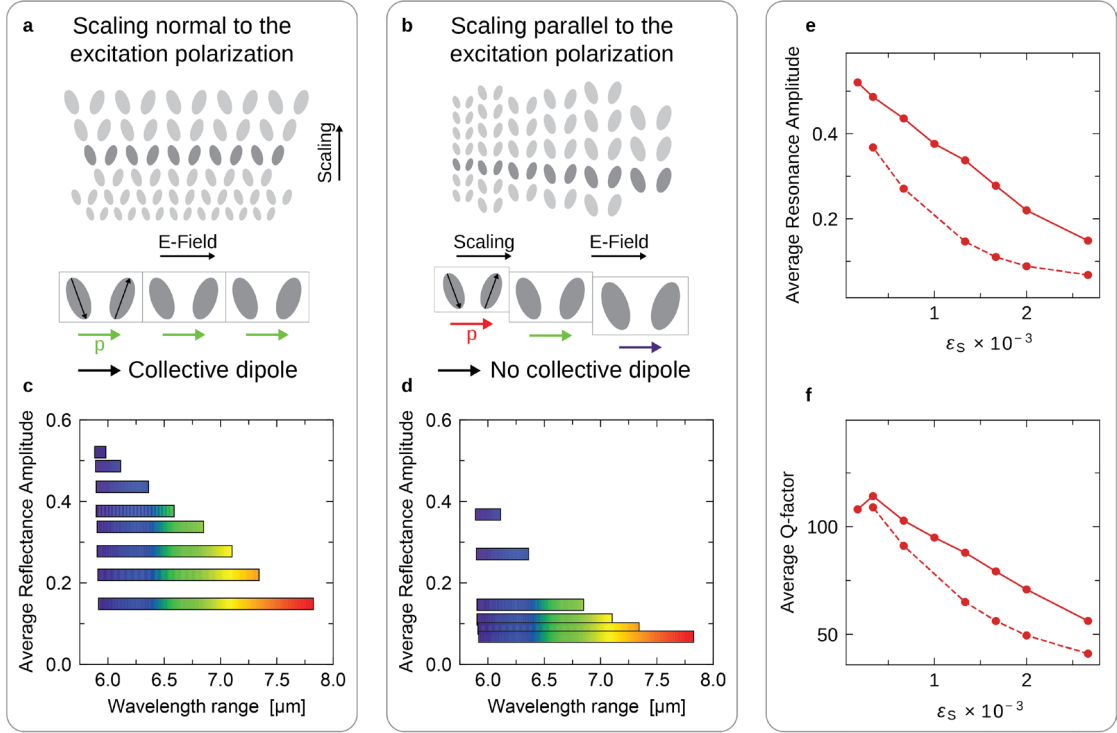 a
Scaling normal to the
excitation polarization
Scaling
E-Field
p
Collective dipole
b
Scaling parallel to the
excitation polarization
Scaling
E-Field
p
No collective dipole
c
Average Reflectance Amplitude
0.6
0.4
0.2
0.0
6.0 6.5 7.0 7.5 8.0
Wavelength range [µm]
d
Average Reflectance Amplitude
0.6
0.4
0.2
0.0
6.0 6.5 7.0 7.5 8.0
Wavelength range [µm]
e
Average Resonance Amplitude
0.4
0.2
1 2
εS × 10−3
f
Average Q-factor
100
50
1 2
εS × 10−3